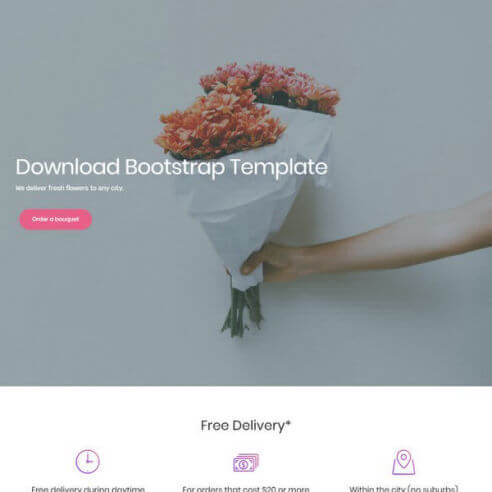 Download Bootstrap Template
We deliver fresh flowers to any city.
Order a bouquet
Free Delivery*
Free delivery during daytime
For orders that cost $20 or more
Within the city (no suburbs)